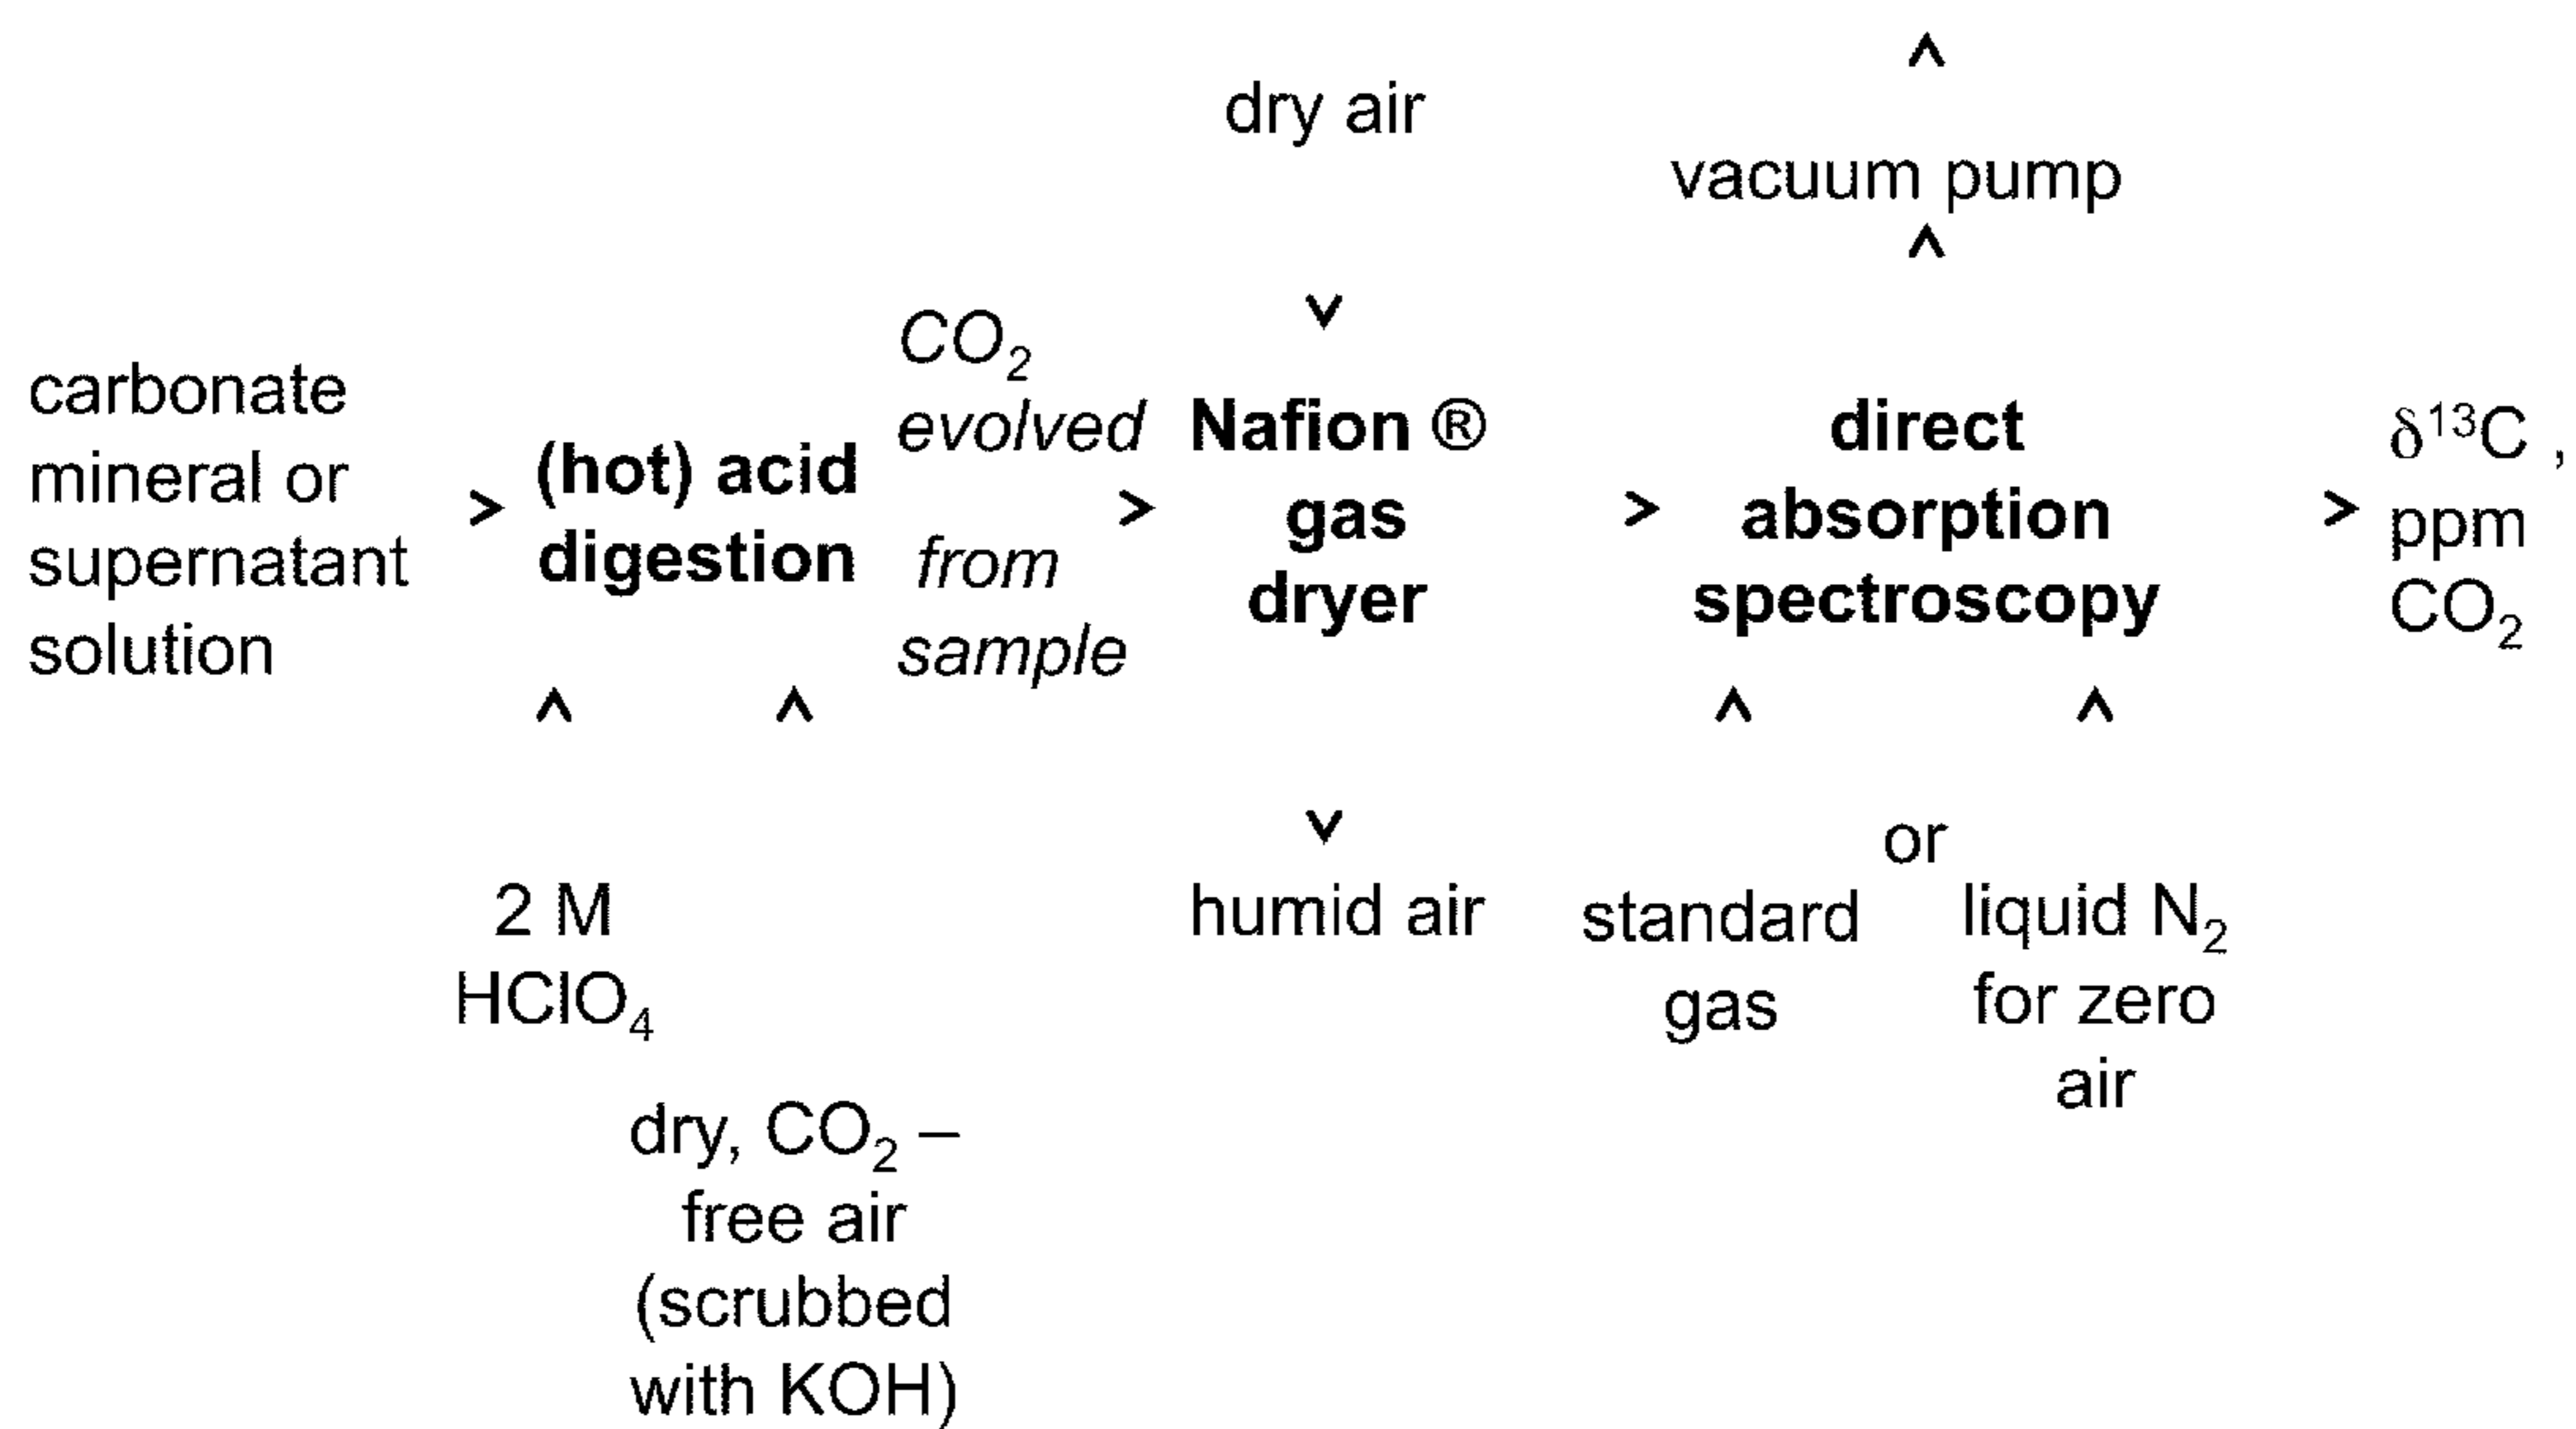 carbonate
mineral or
supernatant
solution
>
(hot) acid
digestion
^
^
2 M
HClO₄
dry, CO₂ –
free air
(scrubbed
with KOH)
CO₂
evolved
from
sample
>
dry air
v
Nafion ®
gas
dryer
v
humid air
>
^
vacuum pump
^
direct
absorption
spectroscopy
^
^
or
standard
gas
liquid N₂
for zero
air
>
δ¹³C ,
ppm
CO₂